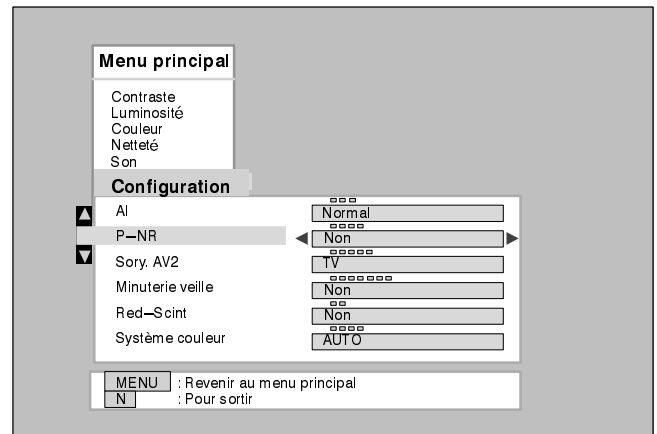 Menu principal
Contraste
Luminosité
Couleur
Netteté
Son
Configuration
AI Normal
P–NR Non
Sory. AV2 TV
Minuterie veille Non
Red–Scint Non
Système couleur AUTO
MENU : Revenir au menu principal
N : Pour sortir